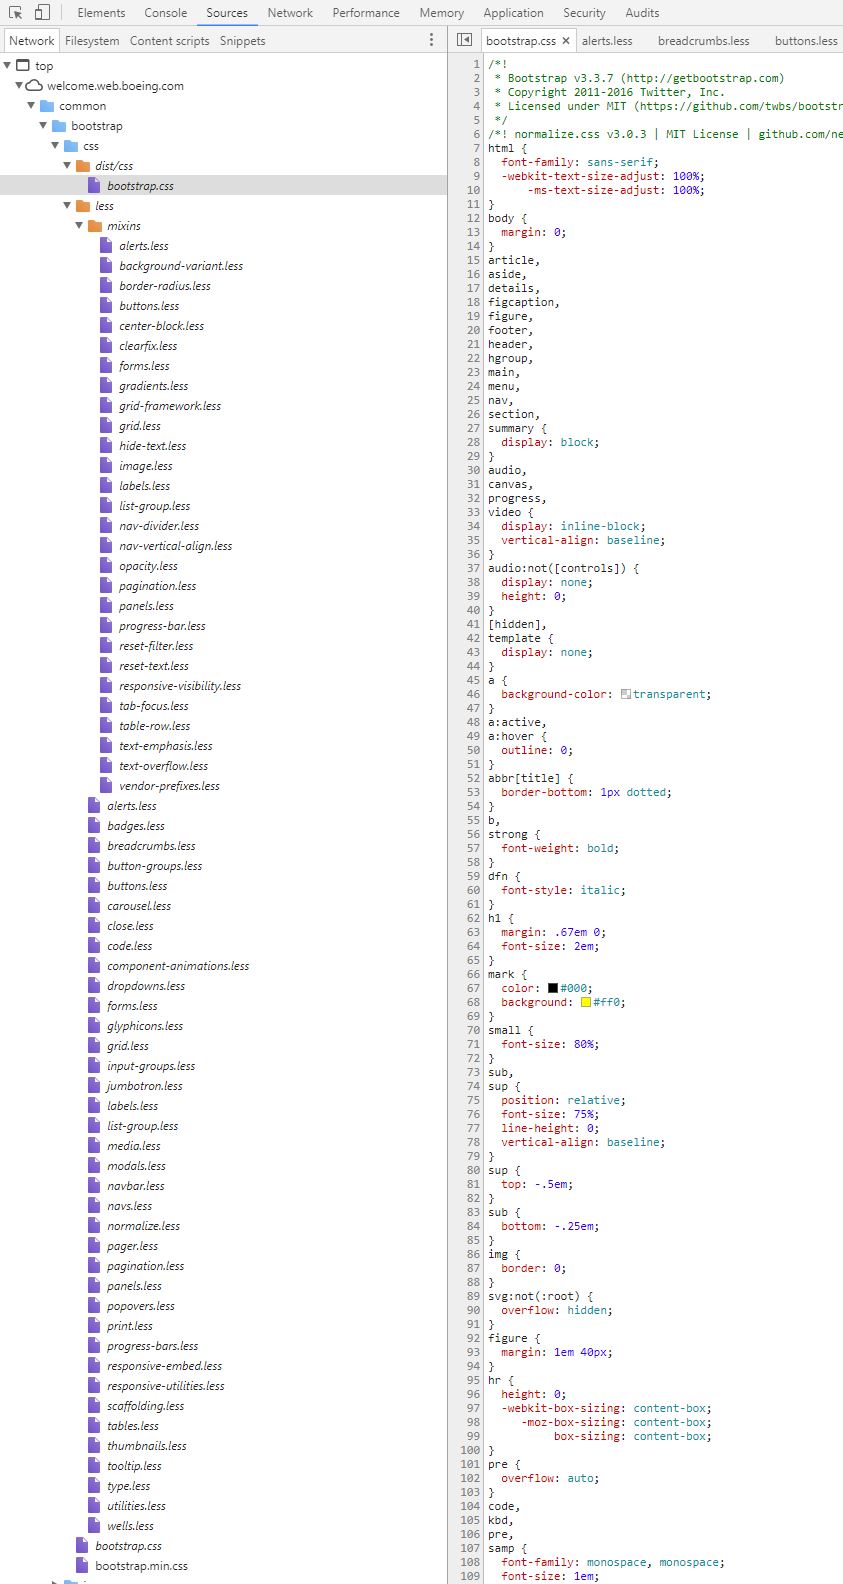 Elements Console Sources Network Performance Memory Application Security Audits
Network Filesystem Content scripts Snippets
top
welcome.web.boeing.com
common
bootstrap
css
dist/css
bootstrap.css
less
mixins
alerts.less
background-variant.less
border-radius.less
buttons.less
center-block.less
clearfix.less
forms.less
gradients.less
grid-framework.less
grid.less
hide-text.less
image.less
labels.less
list-group.less
nav-divider.less
nav-vertical-align.less
opacity.less
pagination.less
panels.less
progress-bar.less
reset-filter.less
reset-text.less
responsive-visibility.less
tab-focus.less
table-row.less
text-emphasis.less
text-overflow.less
vendor-prefixes.less
alerts.less
badges.less
breadcrumbs.less
button-groups.less
buttons.less
carousel.less
close.less
code.less
component-animations.less
dropdowns.less
forms.less
glyphicons.less
grid.less
input-groups.less
jumbotron.less
labels.less
list-group.less
media.less
modals.less
navbar.less
navs.less
normalize.less
pager.less
pagination.less
panels.less
popovers.less
print.less
progress-bars.less
responsive-embed.less
responsive-utilities.less
scaffolding.less
tables.less
thumbnails.less
tooltip.less
type.less
utilities.less
wells.less
bootstrap.css
bootstrap.min.css
bootstrap.css × alerts.less breadcrumbs.less buttons.less
1 /*!
2 * Bootstrap v3.3.7 (http://getbootstrap.com)
3 * Copyright 2011-2016 Twitter, Inc.
4 * Licensed under MIT (https://github.com/twbs/bootstr
5 */
6 /*! normalize.css v3.0.3 | MIT License | github.com/ne
7 html {
8 font-family: sans-serif;
9 -webkit-text-size-adjust: 100%;
10 -ms-text-size-adjust: 100%;
11 }
12 body {
13 margin: 0;
14 }
15 article,
16 aside,
17 details,
18 figcaption,
19 figure,
20 footer,
21 header,
22 hgroup,
23 main,
24 menu,
25 nav,
26 section,
27 summary {
28 display: block;
29 }
30 audio,
31 canvas,
32 progress,
33 video {
34 display: inline-block;
35 vertical-align: baseline;
36 }
37 audio:not([controls]) {
38 display: none;
39 height: 0;
40 }
41 [hidden],
42 template {
43 display: none;
44 }
45 a {
46 background-color: transparent;
47 }
48 a:active,
49 a:hover {
50 outline: 0;
51 }
52 abbr[title] {
53 border-bottom: 1px dotted;
54 }
55 b,
56 strong {
57 font-weight: bold;
58 }
59 dfn {
60 font-style: italic;
61 }
62 h1 {
63 margin: .67em 0;
64 font-size: 2em;
65 }
66 mark {
67 color: #000;
68 background: #ff0;
69 }
70 small {
71 font-size: 80%;
72 }
73 sub,
74 sup {
75 position: relative;
76 font-size: 75%;
77 line-height: 0;
78 vertical-align: baseline;
79 }
80 sup {
81 top: -.5em;
82 }
83 sub {
84 bottom: -.25em;
85 }
86 img {
87 border: 0;
88 }
89 svg:not(:root) {
90 overflow: hidden;
91 }
92 figure {
93 margin: 1em 40px;
94 }
95 hr {
96 height: 0;
97 -webkit-box-sizing: content-box;
98 -moz-box-sizing: content-box;
99 box-sizing: content-box;
100 }
101 pre {
102 overflow: auto;
103 }
104 code,
105 kbd,
106 pre,
107 samp {
108 font-family: monospace, monospace;
109 font-size: 1em;